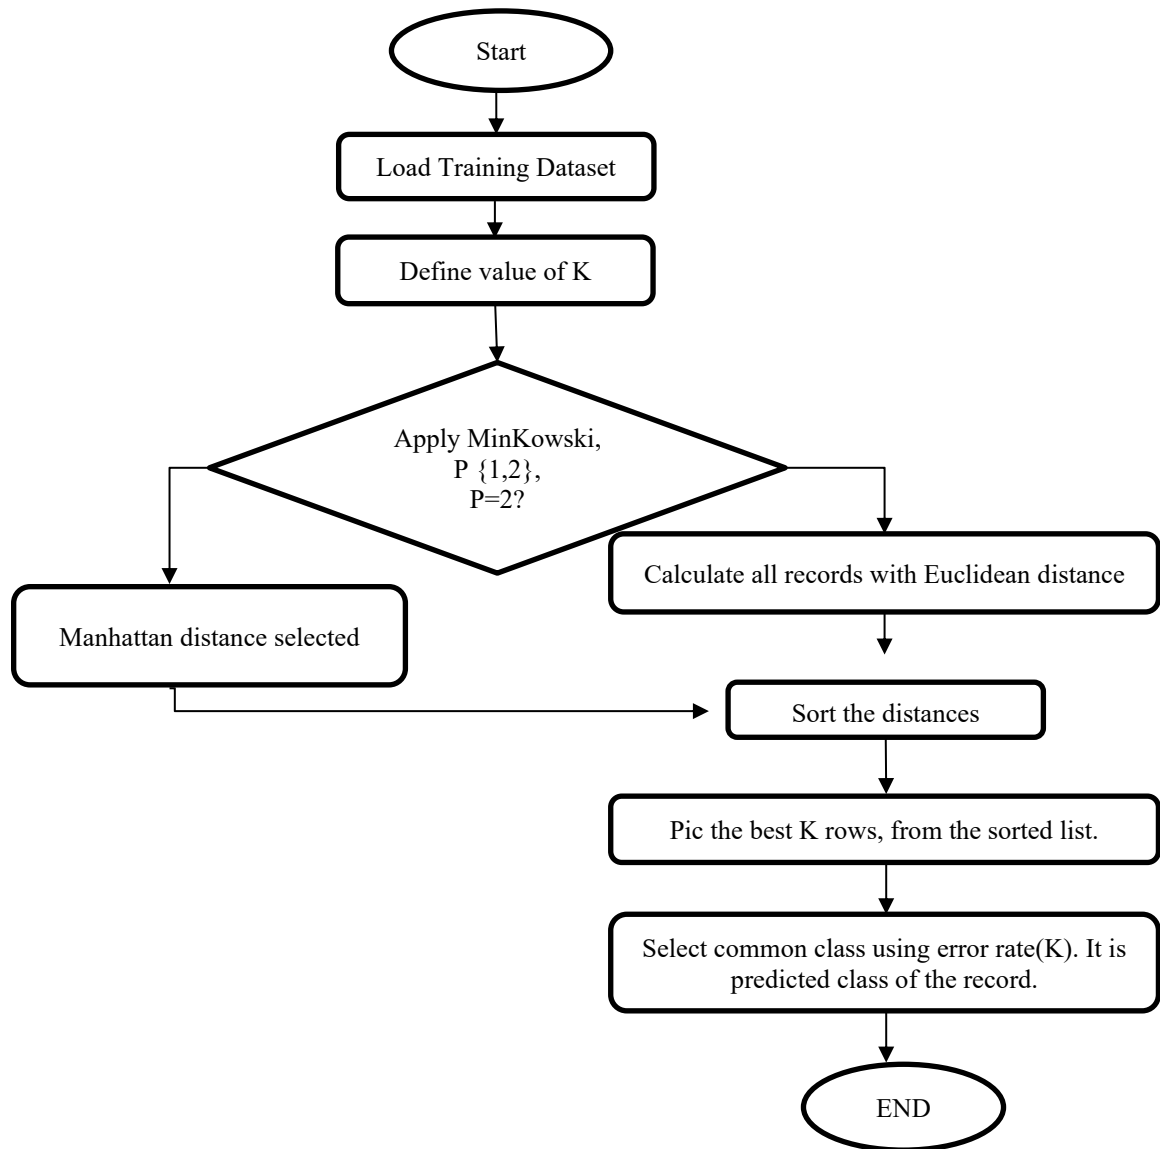 Start
Load Training Dataset
Define value of K
Apply MinKowski,
P {1,2},
P=2?
Calculate all records with Euclidean distance
Manhattan distance selected
Sort the distances
Pic the best K rows, from the sorted list.
Select common class using error rate(K). It is
predicted class of the record.
END